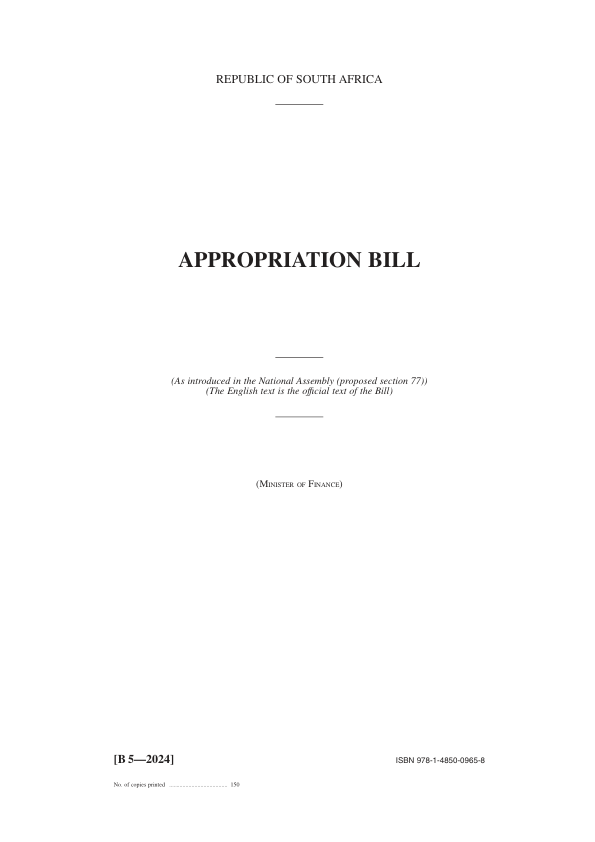 REPUBLIC OF SOUTH AFRICA
APPROPRIATION BILL
(As introduced in the National Assembly (proposed section 77))
(The English text is the official text of the Bill)
(Minister of Finance)
[B 5—2024]
ISBN 978-1-4850-0965-8
No. of copies printed ....................................... 150